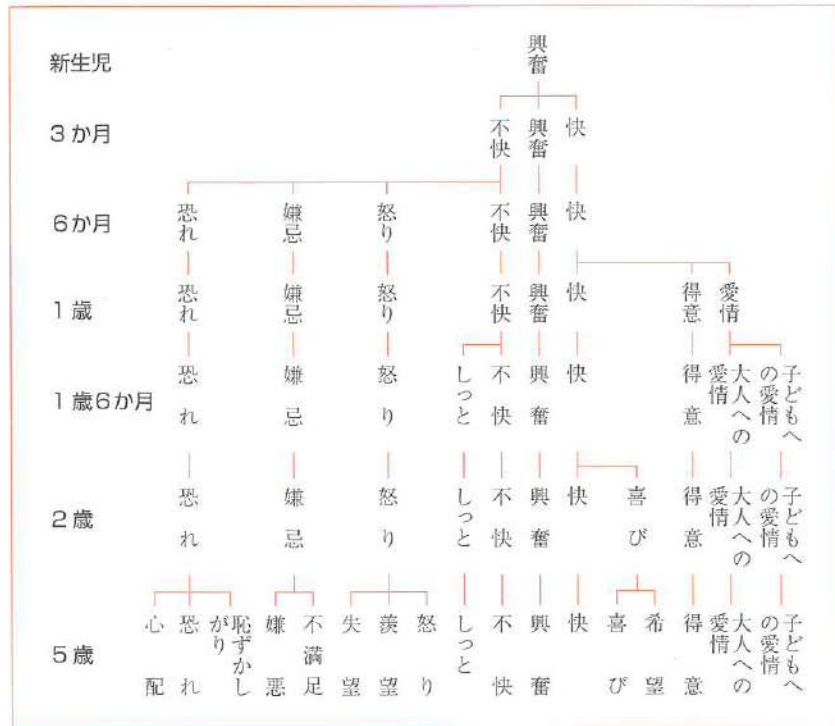 新生児
興奮
3か月
不快 興奮 快
6か月
恐れ 嫌忌 怒り 不快 興奮 快
1歳
恐れ 嫌忌 怒り 不快 興奮 快 得意 愛情
1歳6か月
恐れ 嫌忌 怒り しっと 不快 興奮 快 得意 大人への愛情 子どもへの愛情
2歳
恐れ 嫌忌 怒り しっと 不快 興奮 快 喜び 得意 大人への愛情 子どもへの愛情
5歳
心配 恐れ 恥ずかしがり 嫌悪 不満足 失望 羨望 怒り しっと 不快 興奮 快 喜び 希望 得意 大人への愛情 子どもへの愛情